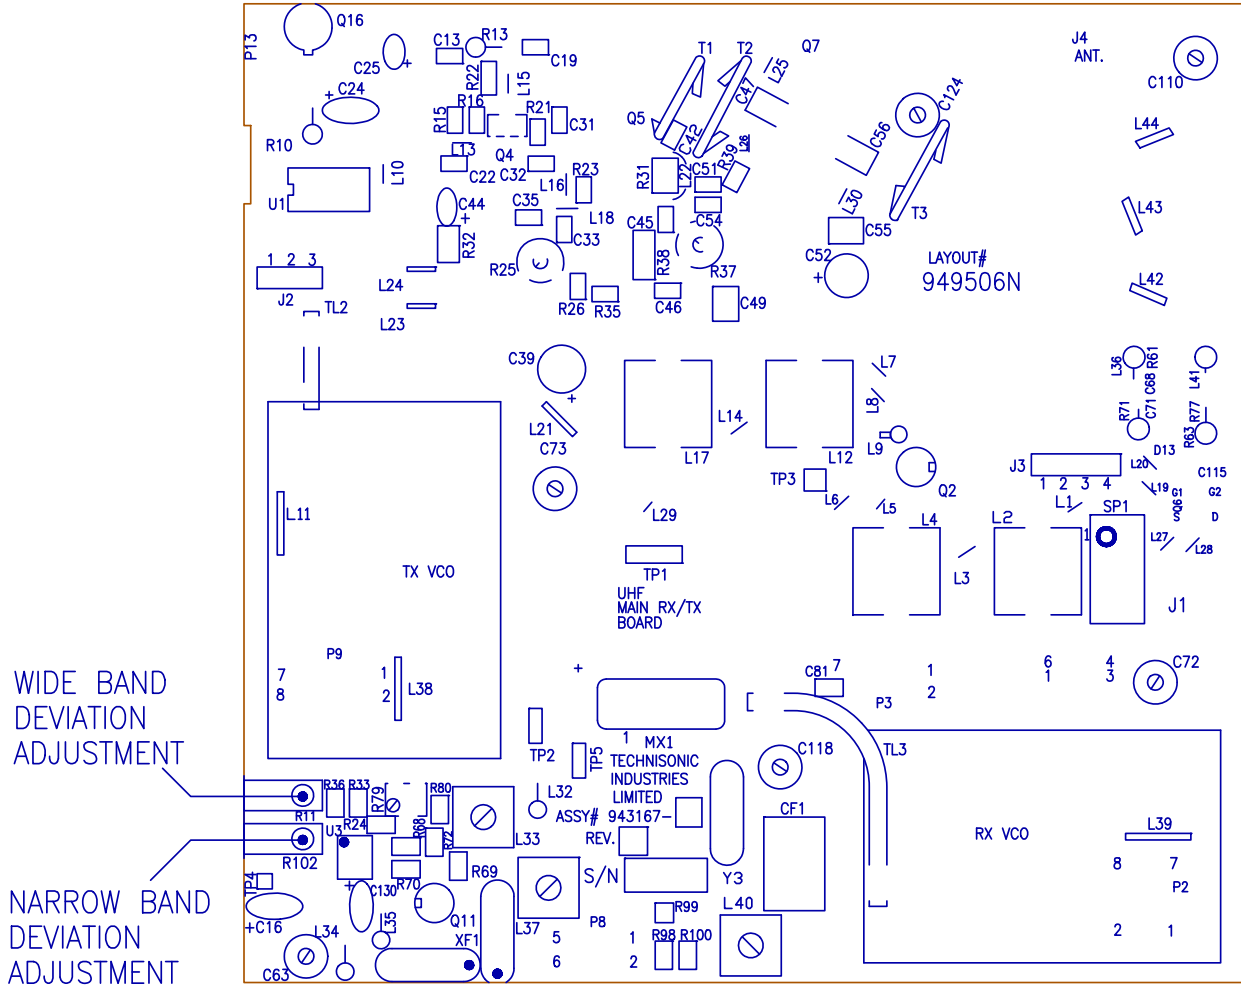 P13
Q16
C25
+
C13
R13
C19
T1
T2
Q7
J4
ANT.
C110
+
C24
R22
L15
L25
C47
C124
R10
R15
R16
R21
C31
Q5
C42
R39
L26
C56
L44
L13
Q4
C22
C32
L10
U1
L16
R23
R31
L22
C51
L30
C44
+
R32
C35
L18
C33
C45
C54
C55
T3
L43
1 2 3
J2
R25
R38
R37
C52
+
LAYOUT#
949506N
L24
R26
R35
C46
C49
L42
TL2
L23
C39
+
L7
L36
R61
C68
L41
L21
L14
L8
R71
C71
R77
R63
C73
L17
L12
L9
Q2
J3
1 2 3 4
L20
D13
C115
TP3
L6
L5
L19
G1
G2
L11
L29
L4
L2
L1
SP1
Q6
S
D
1
L27
L28
TX VCO
TP1
L3
UHF
MAIN RX/TX
BOARD
J1
P9
7
8
1
2
L38
+
C81
7
1
2
6
1
4
3
C72
P3
WIDE BAND
DEVIATION
ADJUSTMENT
TP2
TP5
1
MX1
TECHNISONIC
INDUSTRIES
LIMITED
ASSY# 943167-
REV.
C118
TL3
R36
R33
R79
R80
L32
R11
R24
R68
R72
L33
U3
CF1
RX VCO
L39
R102
R70
R69
S/N
Y3
8
7
P2
2
1
TP4
+
C130
NARROW BAND
DEVIATION
ADJUSTMENT
+C16
L34
L35
Q11
XF1
L37
P8
5
6
1
2
R99
R98
R100
L40
C63